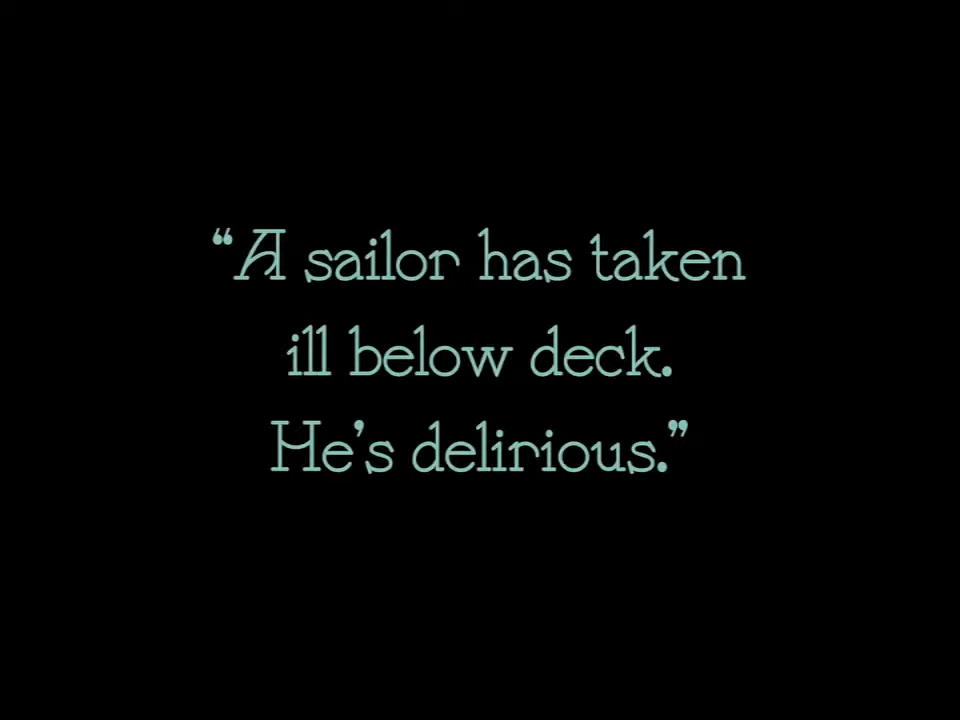 “A sailor has taken
ill below deck.
He’s delirious.”